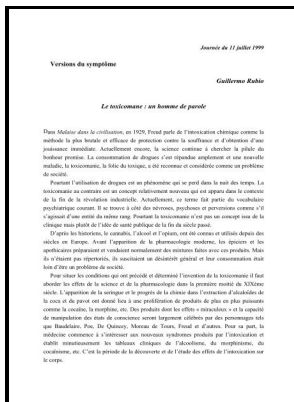 Journée du 11 juillet 1999
Versions du symptôme
Guillermo Rubio
Le toxicomane : un homme de parole
Dans Malaise dans la civilisation, en 1929, Freud parle de l'intoxication chimique comme la
méthode la plus brutale et efficace de protection contre la souffrance et d'obtention d'une
jouissance immédiate. Actuellement encore, la science continue à chercher la pilule du
bonheur promise. La consommation de drogues s'est répandue amplement et une nouvelle
maladie, la toxicomanie, la folie du toxique, a été reconnue et considérée comme un problème
de société.
Pourtant l'utilisation de drogues est un phénomène qui se perd dans la nuit des temps. La
toxicomanie au contraire est un concept relativement nouveau qui est apparu dans le contexte
de la fin de la révolution industrielle. Actuellement, ce terme fait partie du vocabulaire
psychiatrique courant. Il se trouve à côté des névroses, psychoses et perversions comme s'il
s'agissait d'une entité du même rang. Pourtant la toxicomanie n'est pas un concept issu de la
clinique mais plutôt de l'idée de santé publique de la fin du siècle passé.
D'après les historiens, le cannabis, l'alcool et l'opium, ont été connus et utilisés depuis des
siècles en Europe. Avant l'apparition de la pharmacologie moderne, les épiciers et les
apothicaires préparaient et vendaient normalement des mixtures faites avec ces produits. Mais
ils n'étaient pas répertoriés, ils suscitaient un désintérêt général et leur consommation était
loin d'être un problème de société.
Pour situer les conditions qui ont précédé et déterminé l'invention de la toxicomanie il faut
aborder les effets de la science et de la pharmacologie dans la première moitié du XIXème
siècle. L'apparition de la seringue et le progrès de la chimie dans l'extraction d'alcaloïdes de
la coca et du pavot ont donné lieu à une prolifération de produits de plus en plus puissants
comme la cocaïne, la morphine, etc. Des produits dont les effets « miraculeux » et la capacité
de manipulation des états de conscience seront largement célébrés par des personnages tels
que Baudelaire, Poe, De Quincey, Moreau de Tours, Freud et d'autres. Pour sa part, la
médecine commence à s'intéresser aux nouveaux syndromes produits par l'intoxication et
établit minutieusement les tableaux cliniques de l'alcoolisme, du morphinisme, du
cocaïnisme, etc. C'est la période de la découverte et de l'étude des effets de l'intoxication sur
le corps.